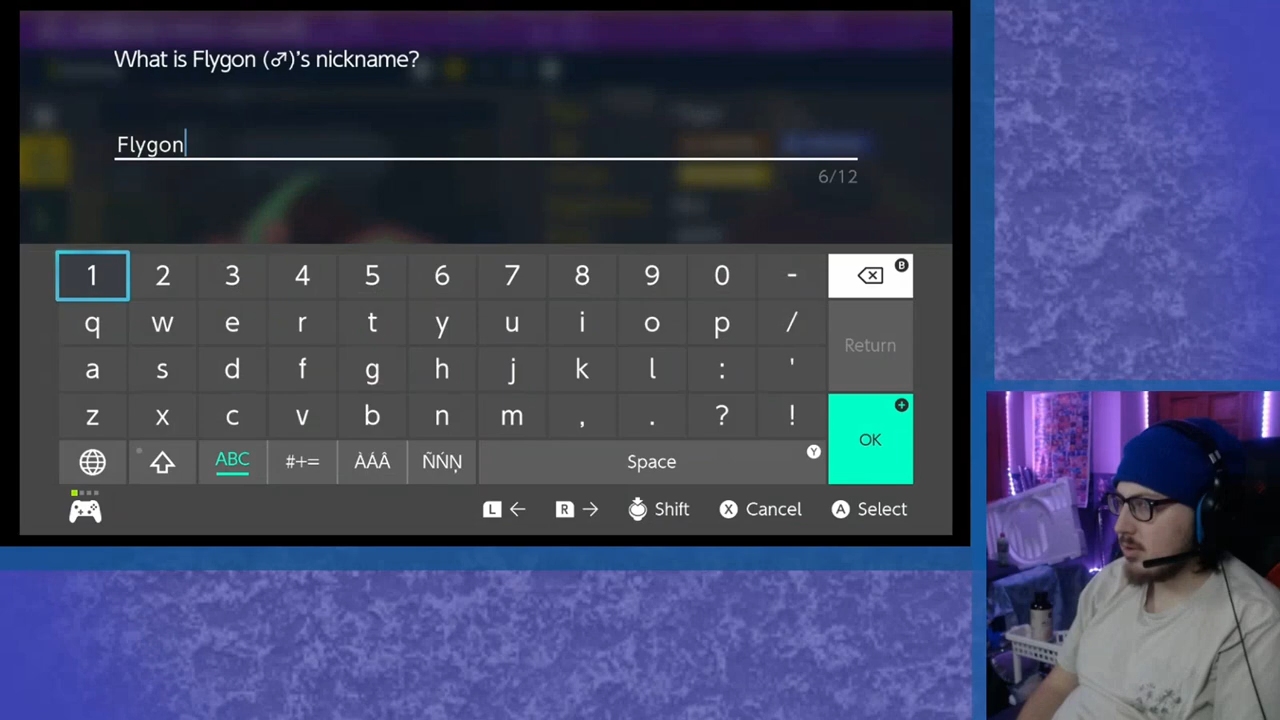 What is Flygon (♂)'s nickname?
Flygon
6/12
1 2 3 4 5 6 7 8 9 0 -
q w e r t y u i o p /
Return
a s d f g h j k l : '
z x c v b n m , . ? !
OK
ABC #+= ÀÁÂ ÑŃŅ Space
L ← R → Shift X Cancel A Select
B
+
Y